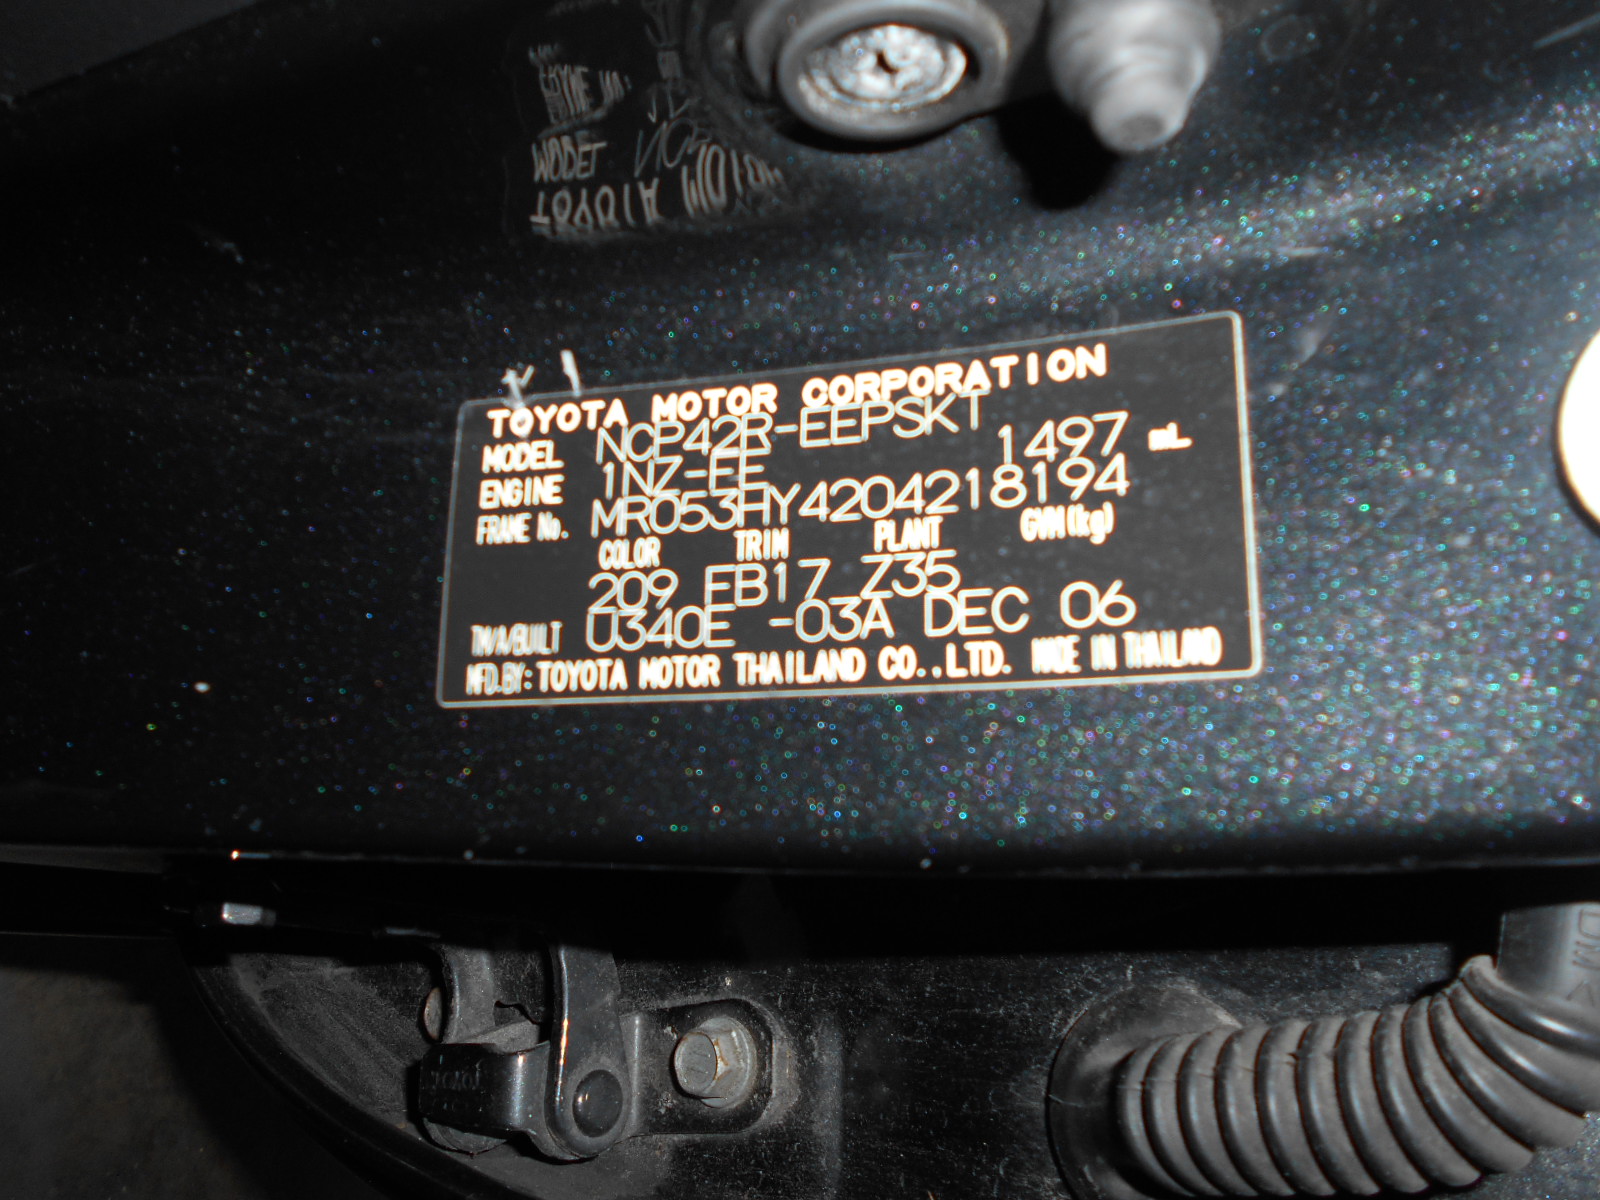 TOYOTA MOTOR CORPORATION
MODEL NCP42R-EEPSKT
ENGINE 1NZ-FE 1497 mL
FRAME No. MR053HY4204218194
COLOR TRIM PLANT GVM(kg)
209 FB17 Z35
TM/A/BUILT U340E -03A DEC 06
MFD.BY: TOYOTA MOTOR THAILAND CO.,LTD. MADE IN THAILAND